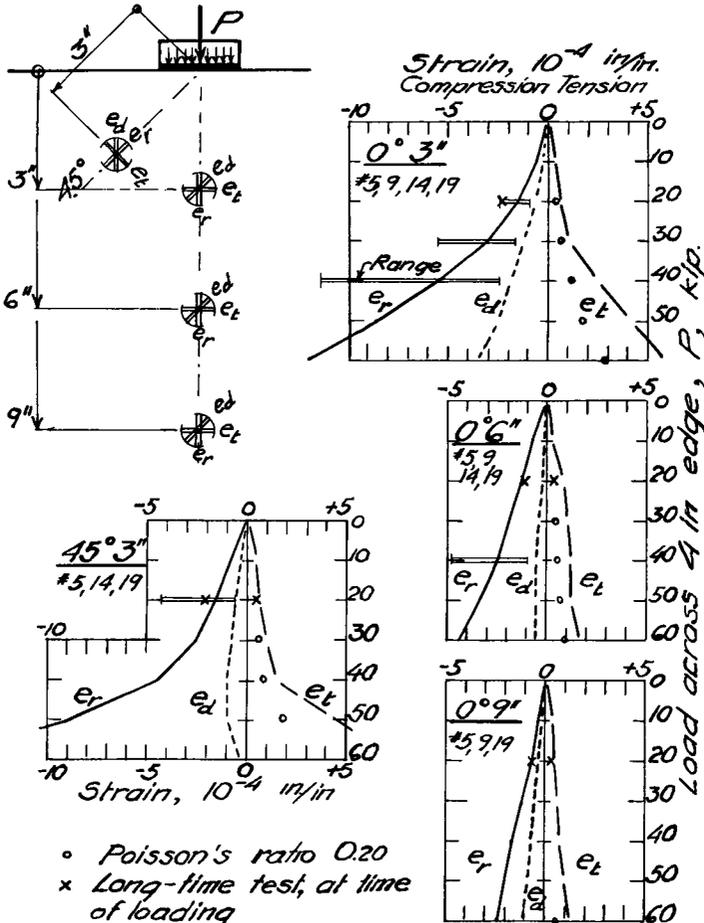 P
3"
ed
er
et
45°
3"
ed
et
er
6"
ed
et
er
9"
ed
et
er
Strain, 10⁻⁴ in/in.
Compression Tension
-10 -5 0 +5
0° 3"
#5,9,14,19
Range
er ed et
0
10
20
30
40
50
-5 0 +5
0° 6"
#5,9
14,19
er ed et
0
10
20
30
40
50
60
-5 0 +5
45° 3"
#5,14,19
-10
er ed et
0
10
20
30
40
50
60
-10 -5 0 +5
Strain, 10⁻⁴ in/in
-5 0 +5
0° 9"
#5,9,19
er ed et
0
10
20
30
40
50
60
Load across 4 in edge, P, kip.
o Poisson's ratio 0.20
x Long-time test, at time
of loading